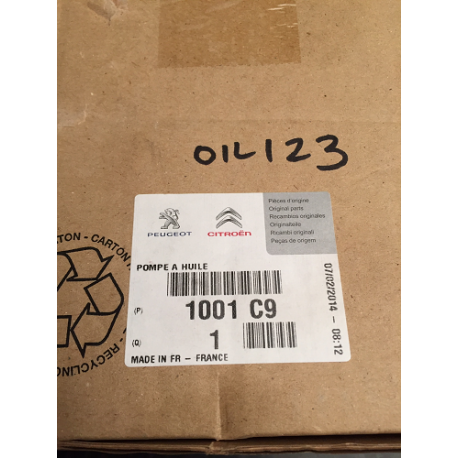 OIL123
PEUGEOT
CITROËN
Pièces d'origine
Original parts
Recambios originales
Originalteile
Ricambi originali
Peças de origem
POMPE A HUILE
(P) 1001 C9
(Q) 1
MADE IN FR - FRANCE
07/02/2014 - 08:12
CARTON - CARTON
RECYCLIN